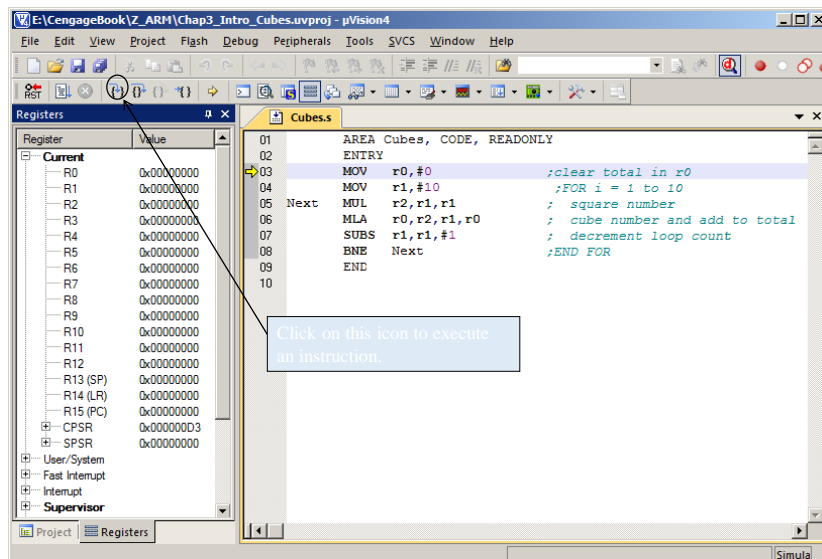 E:\CengageBook\Z_ARM\Chap3_Intro_Cubes.uvproj - µVision4
File Edit View Project Flash Debug Peripherals Tools SVCS Window Help
RST
Registers
Cubes.s
Register Value
Current
R0 0x00000000
R1 0x00000000
R2 0x00000000
R3 0x00000000
R4 0x00000000
R5 0x00000000
R6 0x00000000
R7 0x00000000
R8 0x00000000
R9 0x00000000
R10 0x00000000
R11 0x00000000
R12 0x00000000
R13 (SP) 0x00000000
R14 (LR) 0x00000000
R15 (PC) 0x00000000
CPSR 0x000000D3
SPSR 0x00000000
User/System
Fast Interrupt
Interrupt
Supervisor
Project Registers
01 AREA Cubes, CODE, READONLY
02 ENTRY
03 MOV r0,#0 ;clear total in r0
04 MOV r1,#10 ;FOR i = 1 to 10
05 Next MUL r2,r1,r1 ; square number
06 MLA r0,r2,r1,r0 ; cube number and add to total
07 SUBS r1,r1,#1 ; decrement loop count
08 BNE Next ;END FOR
09 END
10
Click on this icon to execute
an instruction.
Simula